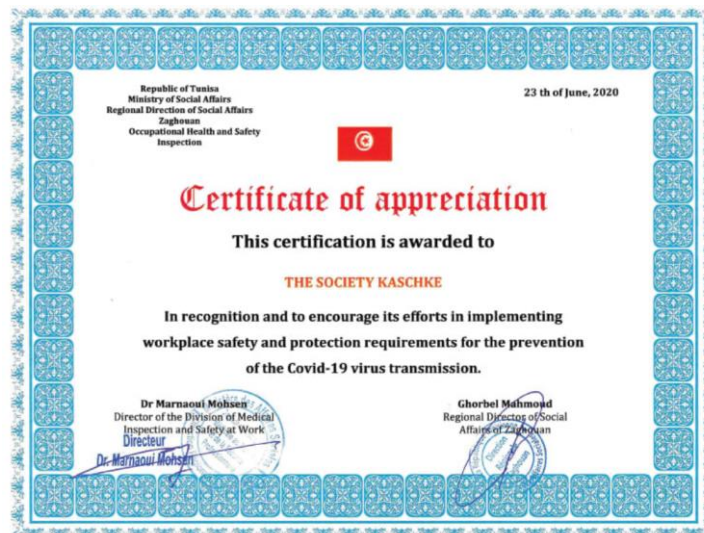 Republic of Tunisa
Ministry of Social Affairs
Regional Direction of Social Affairs
Zaghouan
Occupational Health and Safety
Inspection
23 th of June, 2020
Certificate of appreciation
This certification is awarded to
THE SOCIETY KASCHKE
In recognition and to encourage its efforts in implementing
workplace safety and protection requirements for the prevention
of the Covid-19 virus transmission.
Dr Marnaoui Mohsen
Director of the Division of Medical
Inspection and Safety at Work
Directeur
Dr. Marnaoui Mohsen
Ghorbel Mahmoud
Regional Director of Social
Affairs of Zaghouan